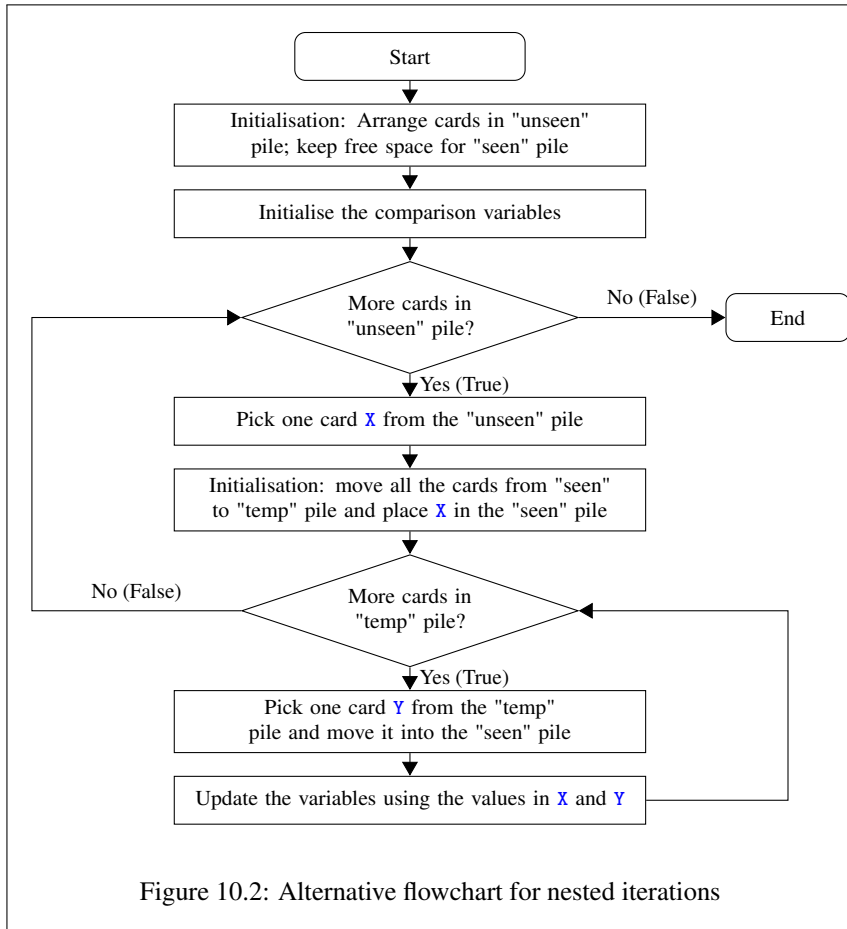 Start
Initialisation: Arrange cards in "unseen"
pile; keep free space for "seen" pile
Initialise the comparison variables
More cards in
"unseen" pile?
No (False)
End
Yes (True)
Pick one card X from the "unseen" pile
Initialisation: move all the cards from "seen"
to "temp" pile and place X in the "seen" pile
No (False)
More cards in
"temp" pile?
Yes (True)
Pick one card Y from the "temp"
pile and move it into the "seen" pile
Update the variables using the values in X and Y
Figure 10.2: Alternative flowchart for nested iterations